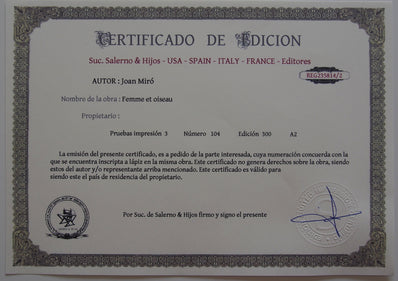 CERTIFICADO DE EDICION
Suc. Salerno & Hijos - USA - SPAIN - ITALY - FRANCE - Editores
REG235814/2
AUTOR : Joan Miró
Nombre de la obra : Femme et oiseau
Propietario :
Pruebas impresión 3 Número 104 Edición 300 A2
La emisión del presente certificado, es a pedido de la parte interesada, cuya numeración concuerda con la
que se encuentra inscripta a lápiz en la misma obra. Este certificado no genera derechos sobre la obra, siendo
estos del autor y/o representante arriba mencionado. Este certificado es válido para
siendo este el país de residencia del propietario.
Por Suc. de Salerno & Hijos firmo y signo el presente